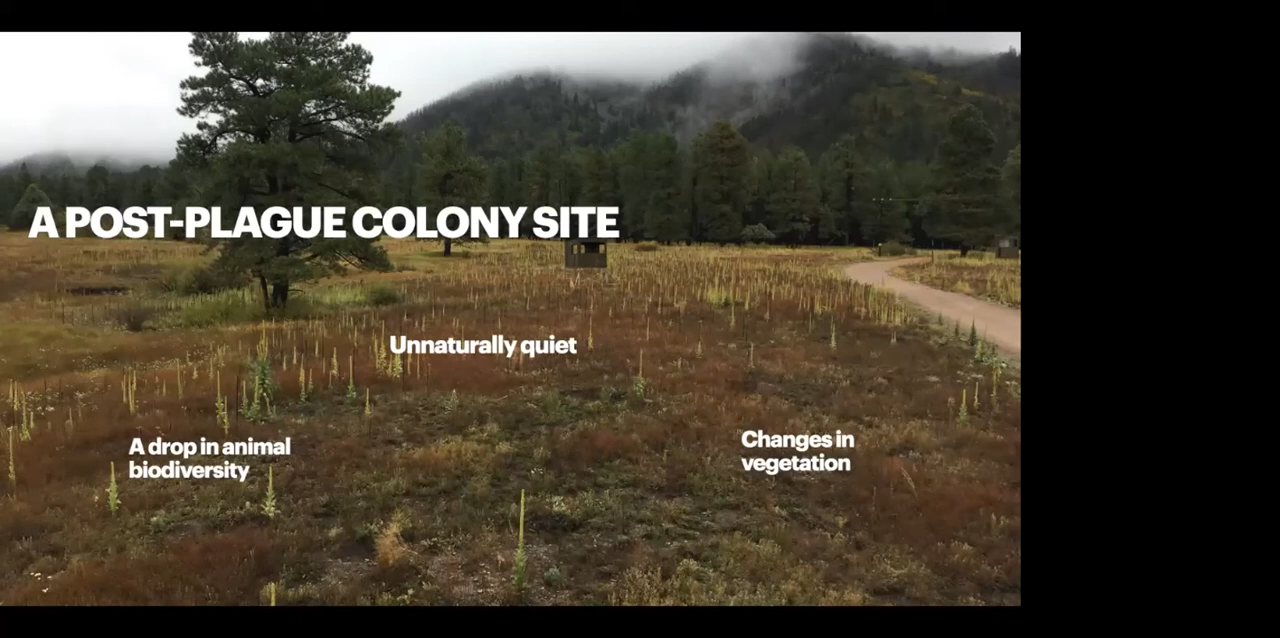 A POST-PLAGUE COLONY SITE
Unnaturally quiet
A drop in animal
biodiversity
Changes in
vegetation